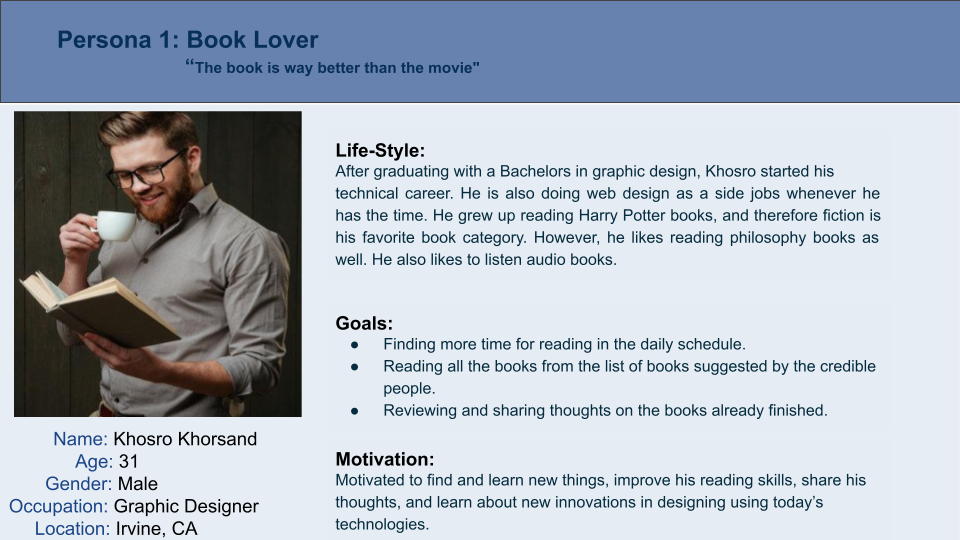 Persona 1: Book Lover
“The book is way better than the movie"
Life-Style:
After graduating with a Bachelors in graphic design, Khosro started his
technical career. He is also doing web design as a side jobs whenever he
has the time. He grew up reading Harry Potter books, and therefore fiction is
his favorite book category. However, he likes reading philosophy books as
well. He also likes to listen audio books.
Goals:
● Finding more time for reading in the daily schedule.
● Reading all the books from the list of books suggested by the credible
people.
● Reviewing and sharing thoughts on the books already finished.
Motivation:
Motivated to find and learn new things, improve his reading skills, share his
thoughts, and learn about new innovations in designing using today’s
technologies.
Name: Khosro Khorsand
Age: 31
Gender: Male
Occupation: Graphic Designer
Location: Irvine, CA